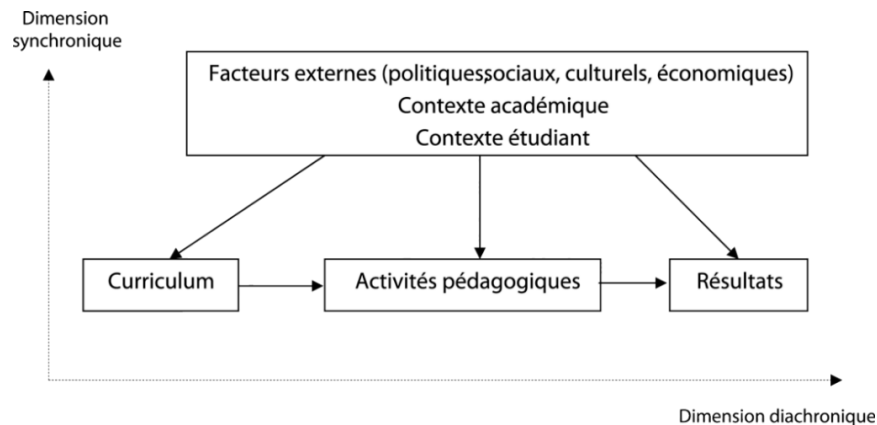 Dimension
synchronique
Facteurs externes (politiques,sociaux, culturels, économiques)
Contexte académique
Contexte étudiant
Curriculum
Activités pédagogiques
Résultats
Dimension diachronique